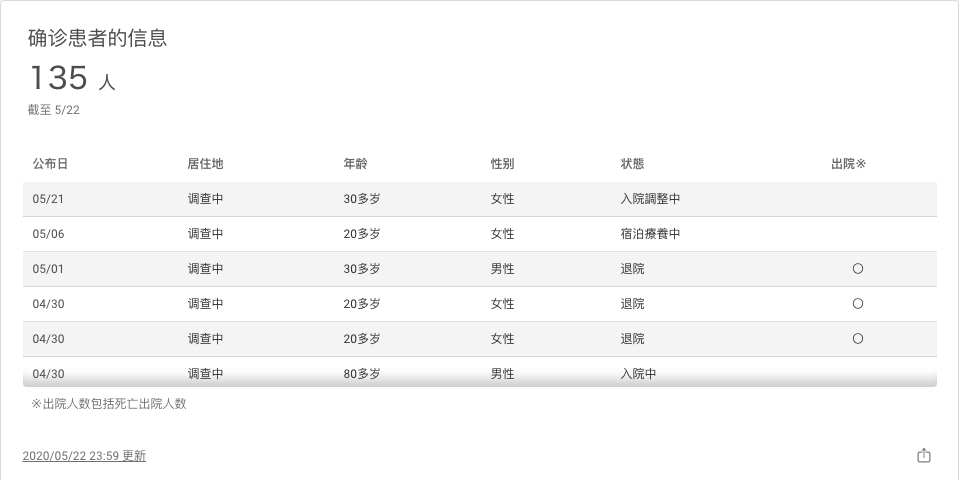 确诊患者的信息
135 人
截至 5/22
公布日 居住地 年龄 性别 状態 出院※
05/21 调查中 30多岁 女性 入院調整中
05/06 调查中 20多岁 女性 宿泊療養中
05/01 调查中 30多岁 男性 退院 〇
04/30 调查中 20多岁 女性 退院 〇
04/30 调查中 20多岁 女性 退院 〇
04/30 调查中 80多岁 男性 入院中
※出院人数包括死亡出院人数
2020/05/22 23:59 更新